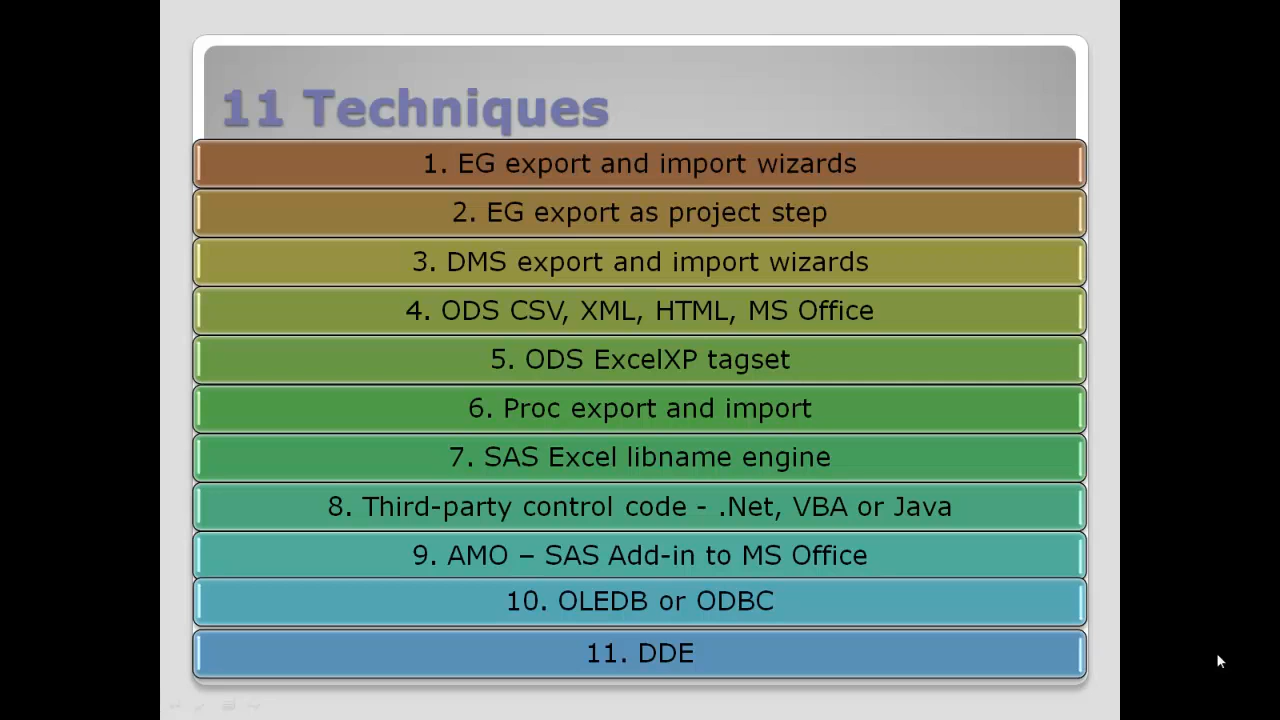 11 Techniques
1. EG export and import wizards
2. EG export as project step
3. DMS export and import wizards
4. ODS CSV, XML, HTML, MS Office
5. ODS ExcelXP tagset
6. Proc export and import
7. SAS Excel libname engine
8. Third-party control code - .Net, VBA or Java
9. AMO – SAS Add-in to MS Office
10. OLEDB or ODBC
11. DDE